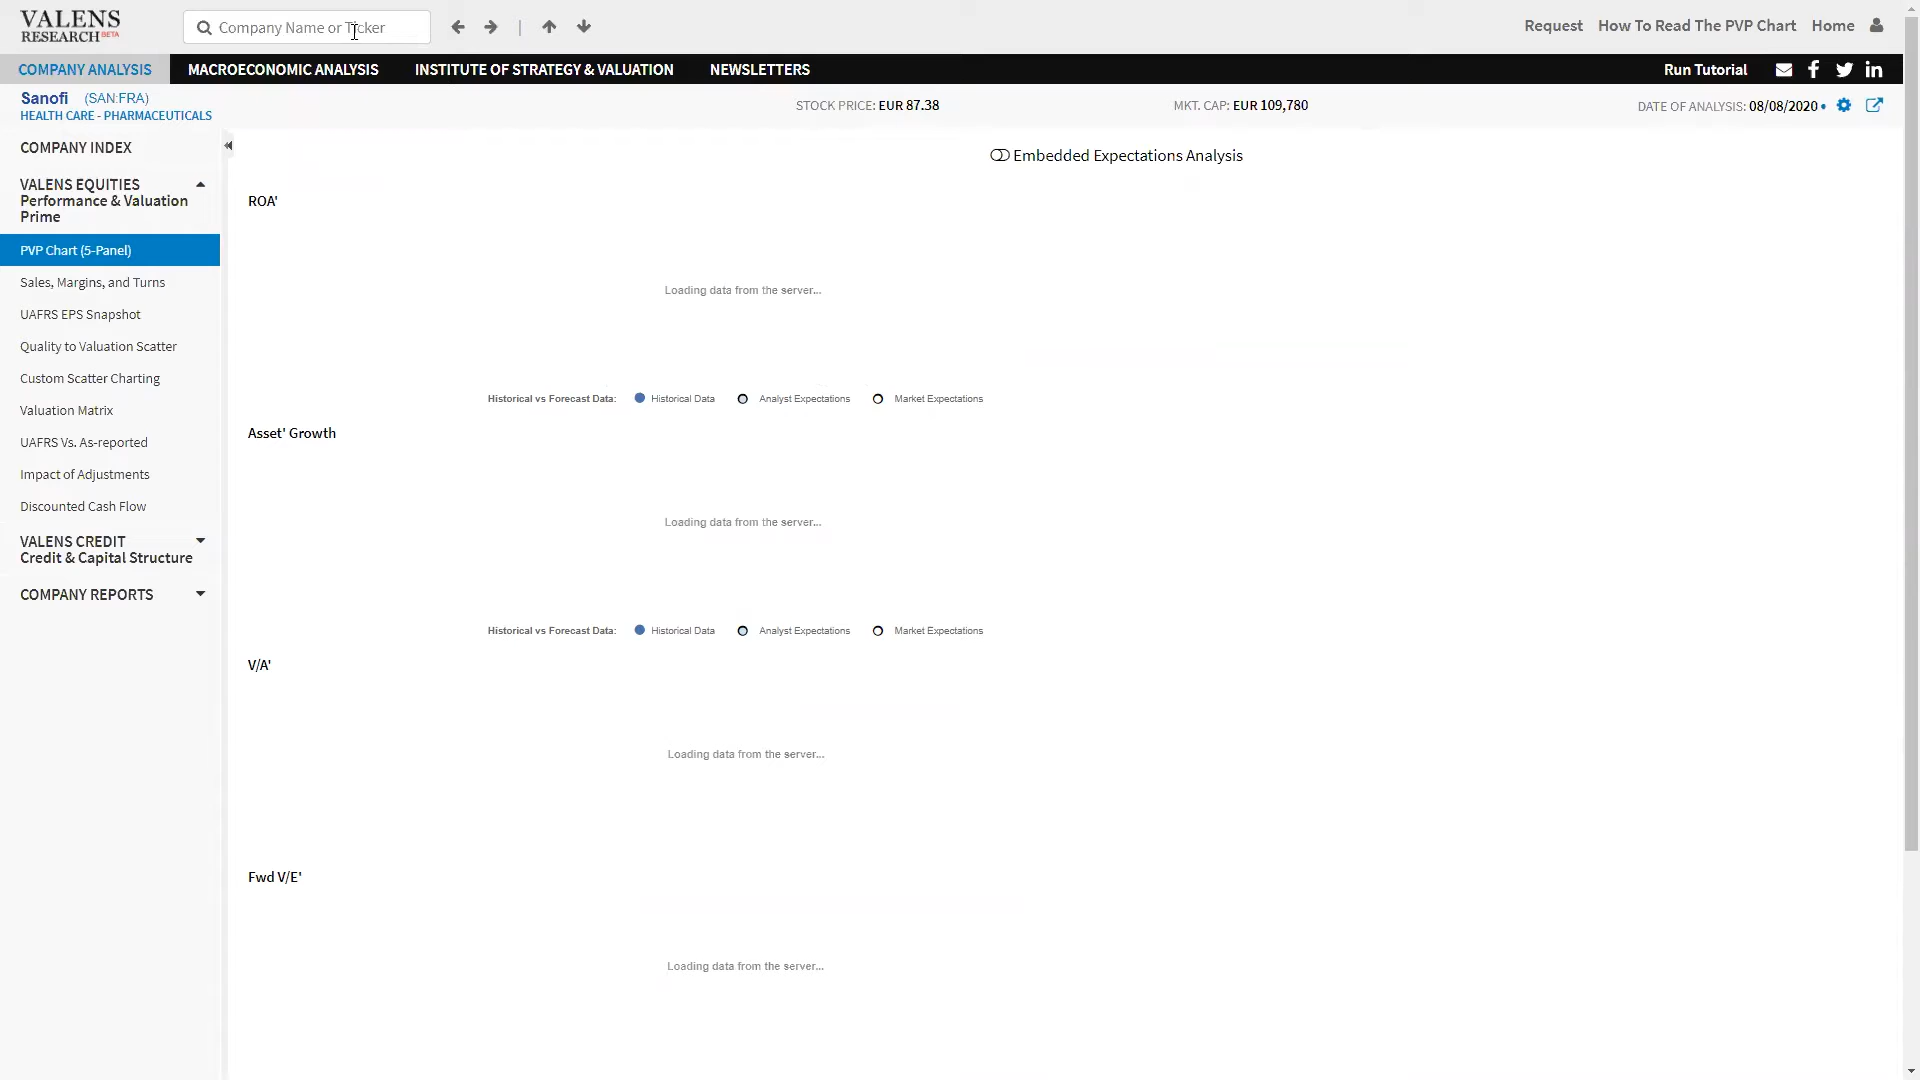 VALENS
RESEARCH BETA
Company Name or Ticker
|
Request
How To Read The PVP Chart
Home
COMPANY ANALYSIS
MACROECONOMIC ANALYSIS
INSTITUTE OF STRATEGY & VALUATION
NEWSLETTERS
Run Tutorial
Sanofi (SAN:FRA)
HEALTH CARE - PHARMACEUTICALS
STOCK PRICE: EUR 87.38
MKT. CAP: EUR 109,780
DATE OF ANALYSIS: 08/08/2020
COMPANY INDEX
VALENS EQUITIES
Performance & Valuation
Prime
PVP Chart (5-Panel)
Sales, Margins, and Turns
UAFRS EPS Snapshot
Quality to Valuation Scatter
Custom Scatter Charting
Valuation Matrix
UAFRS Vs. As-reported
Impact of Adjustments
Discounted Cash Flow
VALENS CREDIT
Credit & Capital Structure
COMPANY REPORTS
Embedded Expectations Analysis
ROA'
Loading data from the server...
Historical vs Forecast Data: Historical Data Analyst Expectations Market Expectations
Asset' Growth
Loading data from the server...
Historical vs Forecast Data: Historical Data Analyst Expectations Market Expectations
V/A'
Loading data from the server...
Fwd V/E'
Loading data from the server...